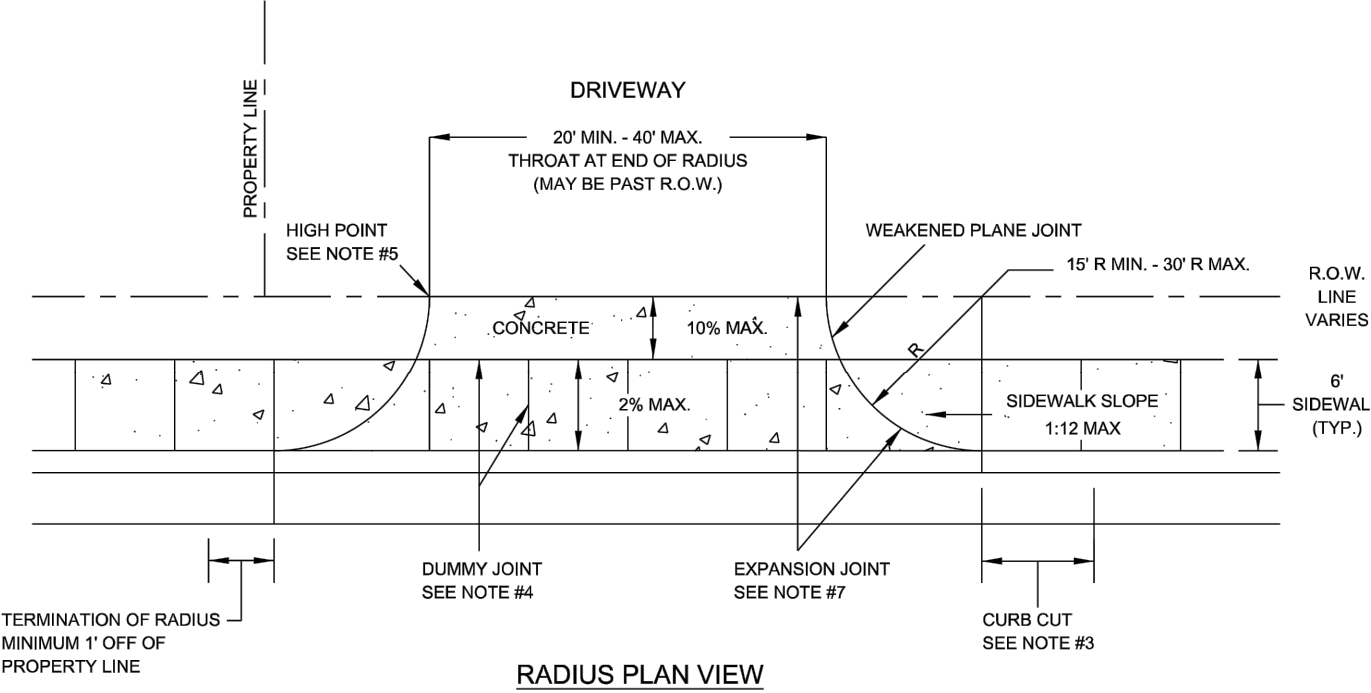 PROPERTY LINE
DRIVEWAY
20' MIN. - 40' MAX.
THROAT AT END OF RADIUS
(MAY BE PAST R.O.W.)
HIGH POINT
SEE NOTE #5
WEAKENED PLANE JOINT
15' R MIN. - 30' R MAX.
R.O.W.
LINE
VARIES
CONCRETE
10% MAX.
R
2% MAX.
SIDEWALK SLOPE
1:12 MAX
6'
SIDEWAL
(TYP.)
DUMMY JOINT
SEE NOTE #4
EXPANSION JOINT
SEE NOTE #7
TERMINATION OF RADIUS
MINIMUM 1' OFF OF
PROPERTY LINE
CURB CUT
SEE NOTE #3
RADIUS PLAN VIEW